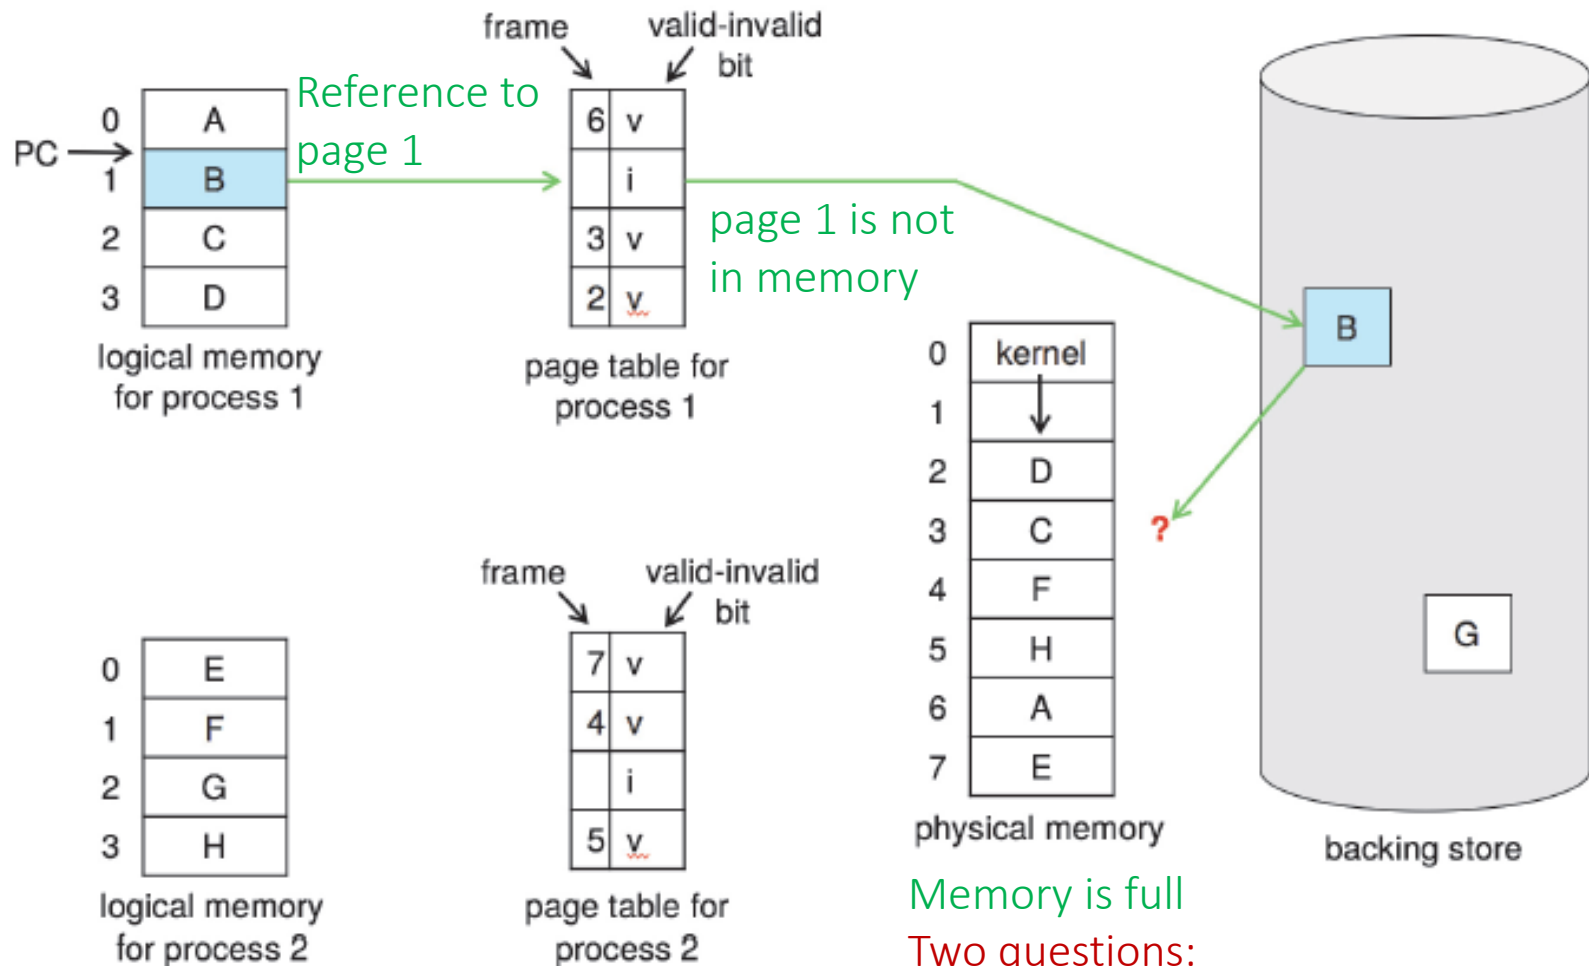 frame
valid-invalid
bit
0
A
6 v
Reference to
page 1
PC
1
B
i
2
C
3 v
page 1 is not
in memory
3
D
2 v
logical memory
for process 1
page table for
process 1
B
0
kernel
1
2
D
3
C
?
4
F
5
H
6
A
7
E
physical memory
G
backing store
frame
valid-invalid
bit
0
E
7 v
1
F
4 v
2
G
i
3
H
5 v
logical memory
for process 2
page table for
process 2
Memory is full
Two questions: